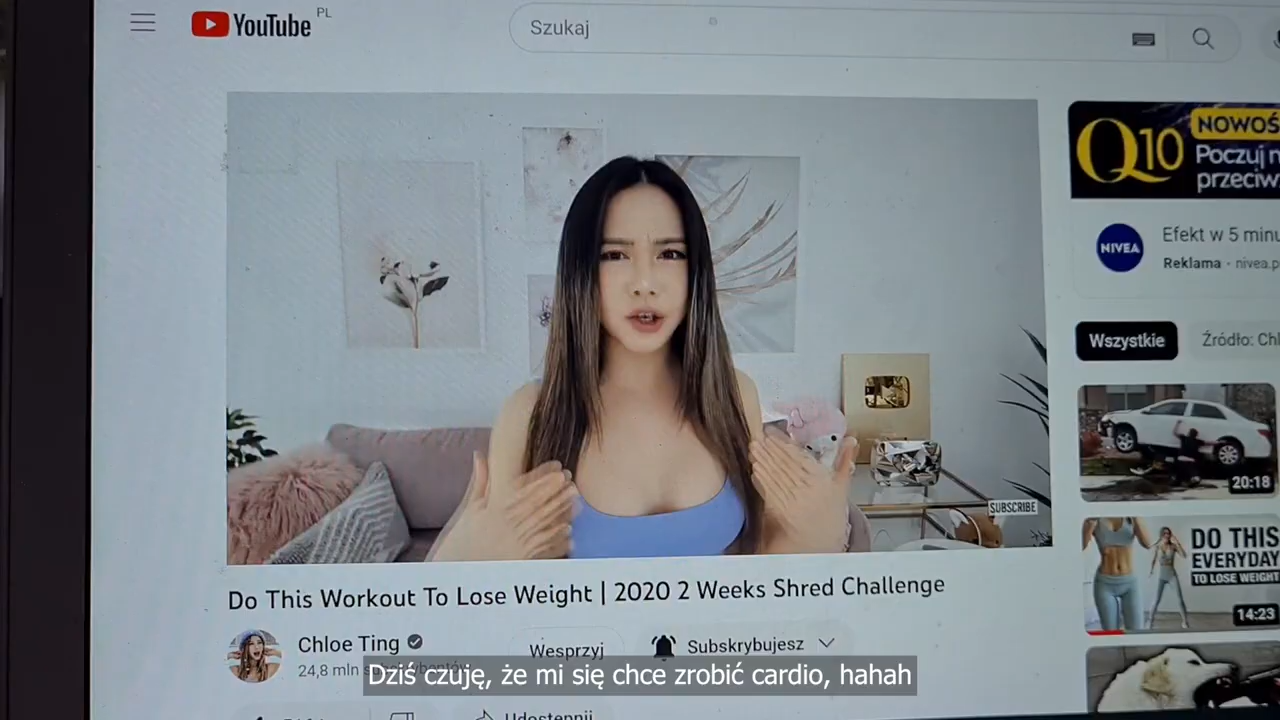 YouTube PL
Szukaj
Q10
NOWOŚ
Poczuj
przeciw
NIVEA
Efekt w 5 minu
Reklama · nivea.p
Wszystkie
Źródło: Chl
20:18
SUBSCRIBE
DO THIS
EVERYDAY
TO LOSE WEIGHT
14:23
Do This Workout To Lose Weight | 2020 2 Weeks Shred Challenge
Chloe Ting
24,8 mln
Wesprzyj
Subskrybujesz
Dziś czuję, że mi się chce zrobić cardio, hahah
Udostępnij